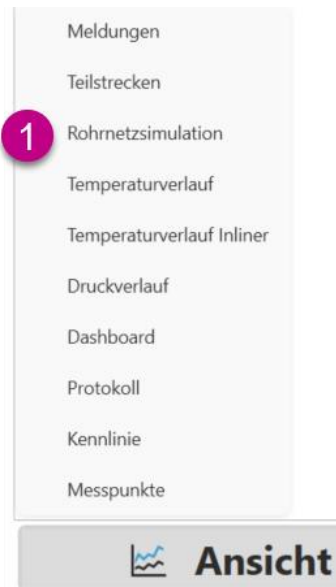 Meldungen
Teilstrecken
1 Rohrnetzsimulation
Temperaturverlauf
Temperaturverlauf Inliner
Druckverlauf
Dashboard
Protokoll
Kennlinie
Messpunkte
Ansicht